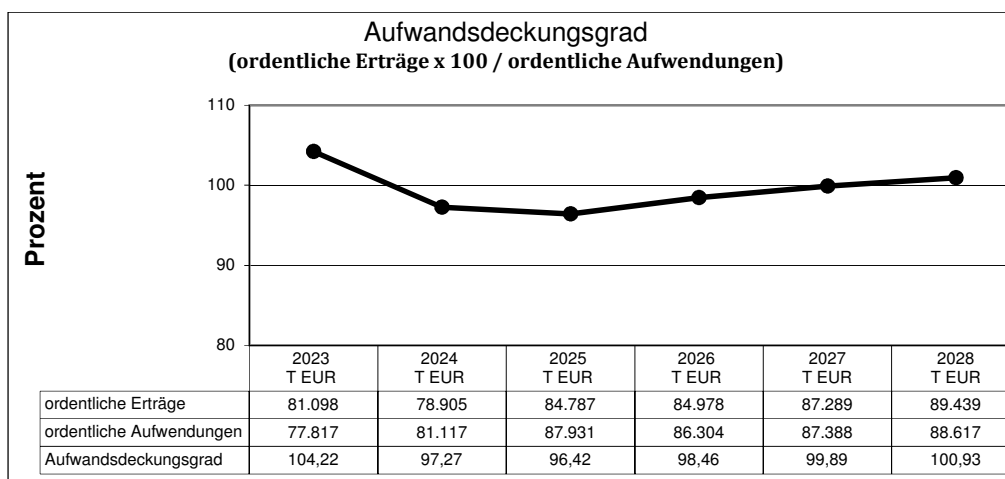 Aufwandsdeckungsgrad
(ordentliche Erträge x 100 / ordentliche Aufwendungen)
Prozent
110
100
90
80
2023 2024 2025 2026 2027 2028
T EUR T EUR T EUR T EUR T EUR T EUR
ordentliche Erträge 81.098 78.905 84.787 84.978 87.289 89.439
ordentliche Aufwendungen 77.817 81.117 87.931 86.304 87.388 88.617
Aufwandsdeckungsgrad 104,22 97,27 96,42 98,46 99,89 100,93